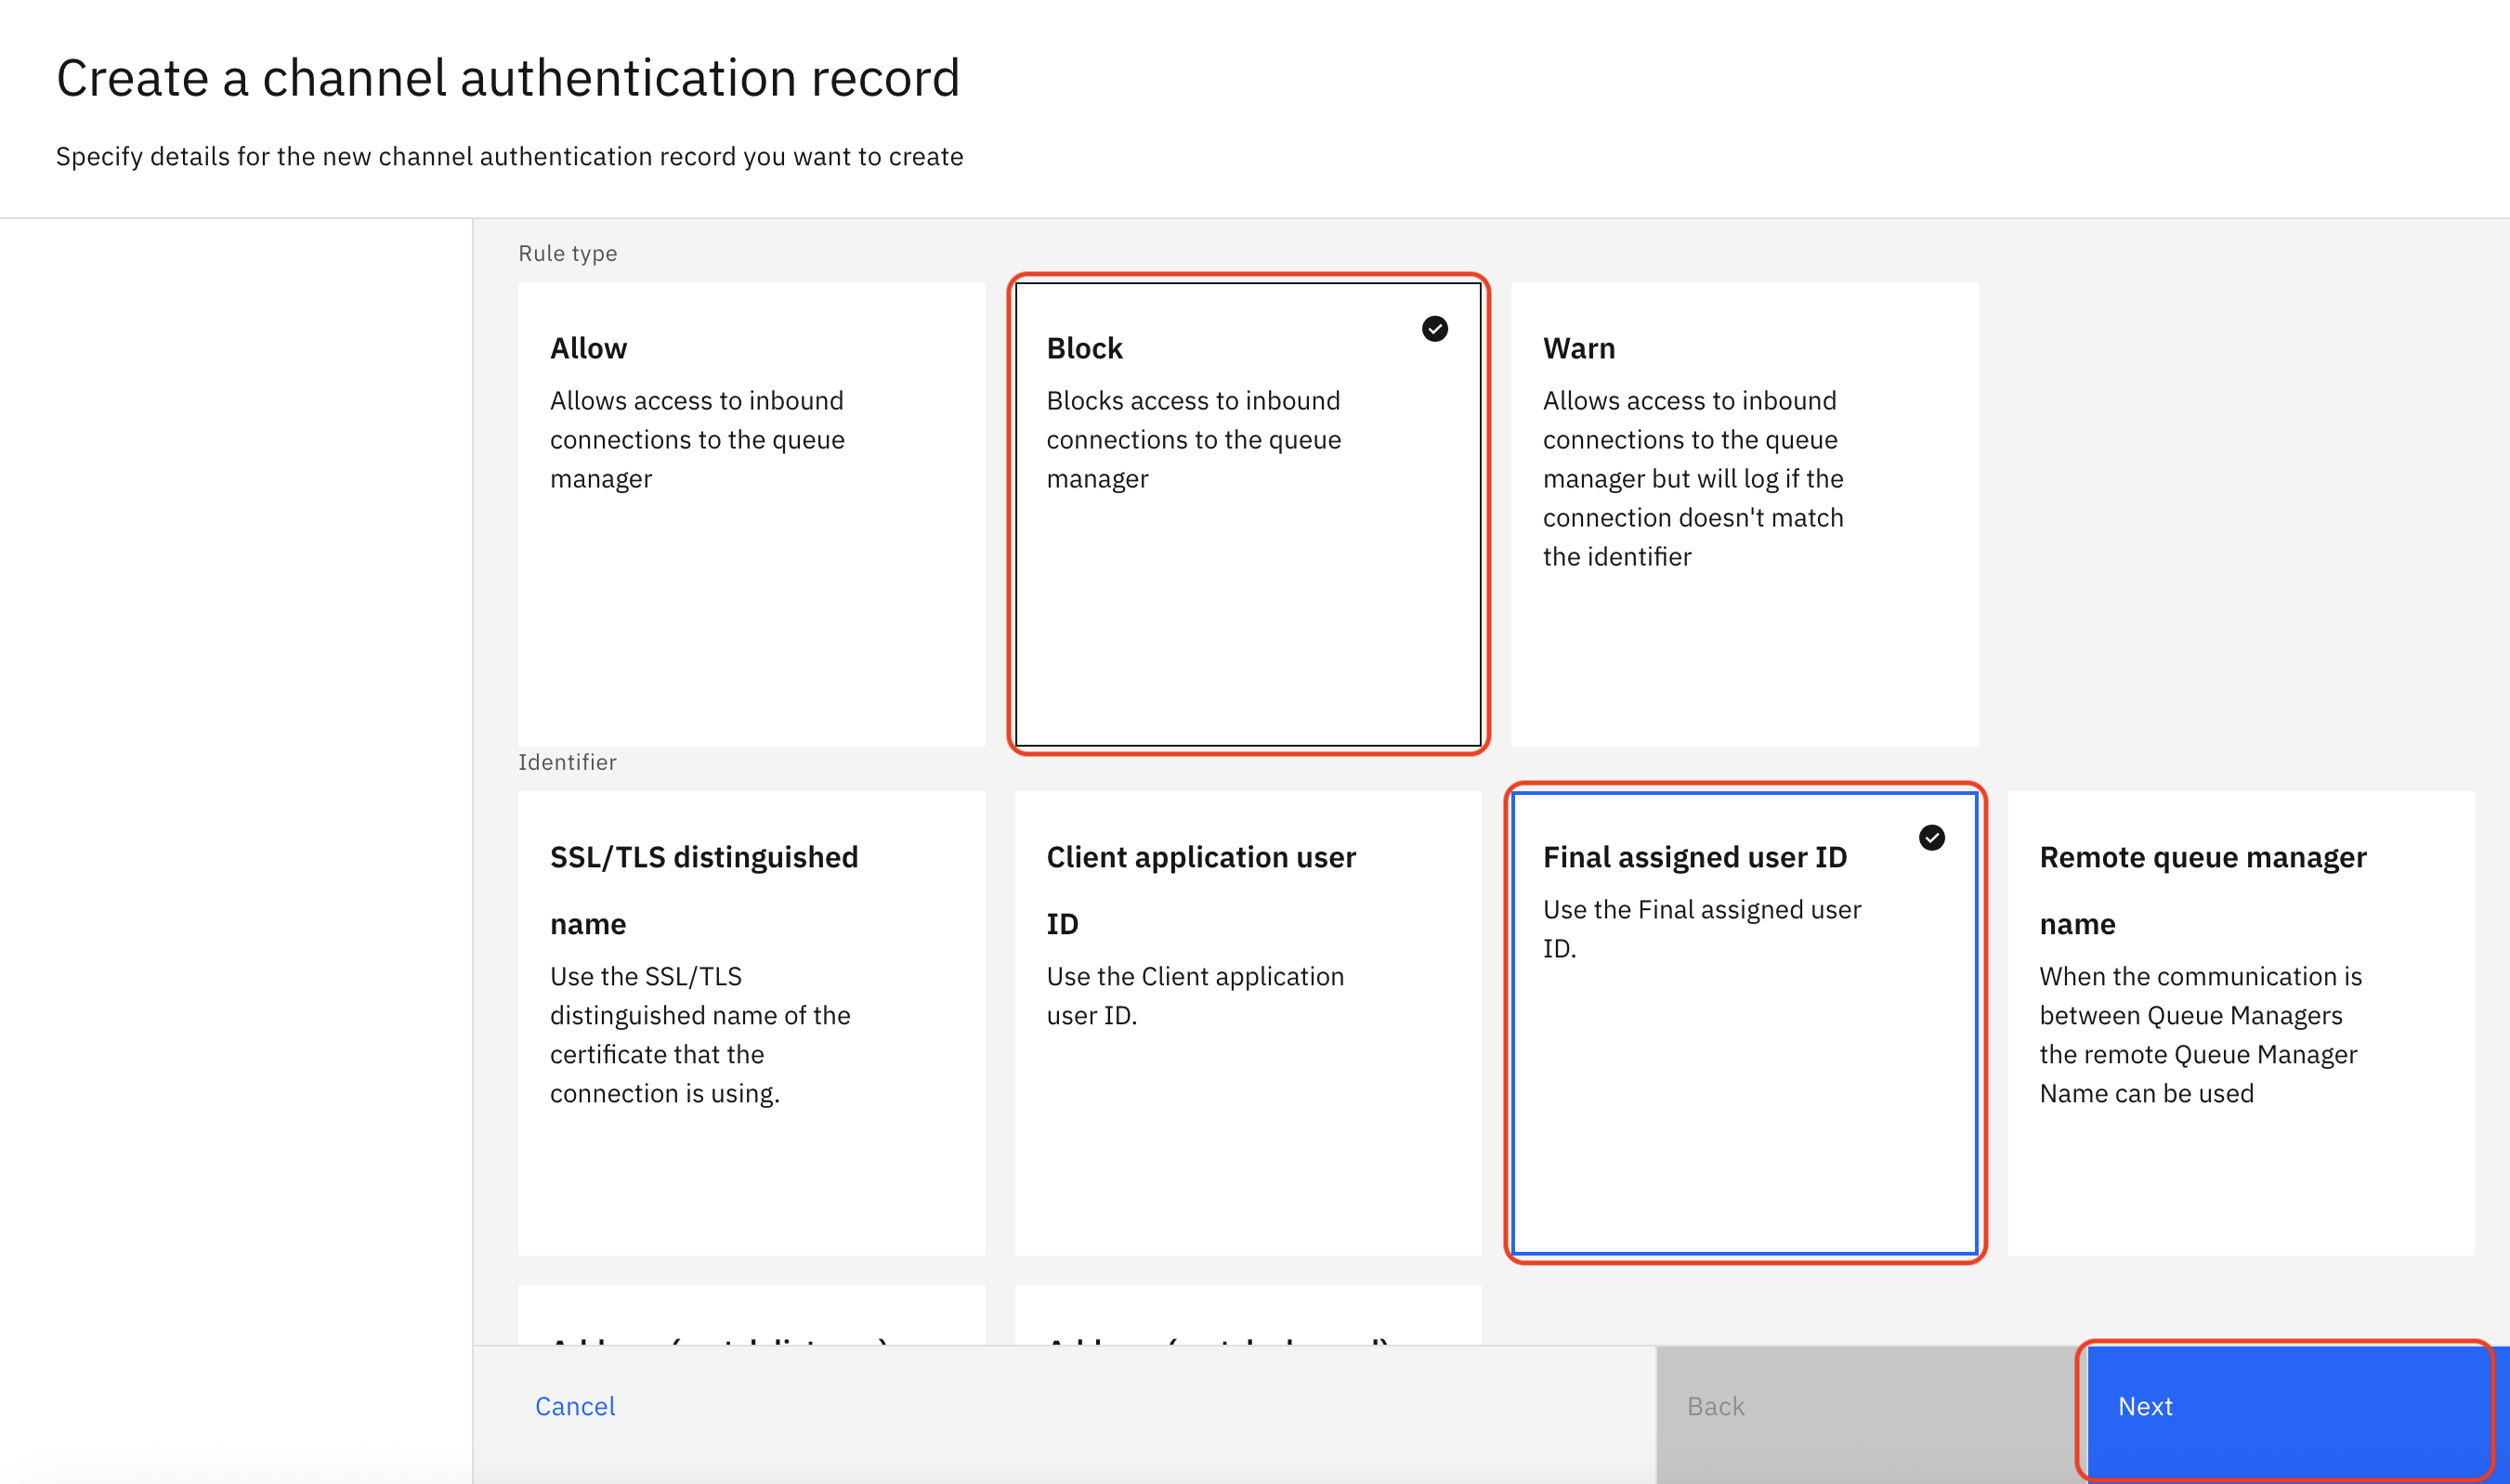 Create a channel authentication record
Specify details for the new channel authentication record you want to create
Rule type
Allow
Allows access to inbound
connections to the queue
manager
Block
Blocks access to inbound
connections to the queue
manager
Warn
Allows access to inbound
connections to the queue
manager but will log if the
connection doesn't match
the identifier
Identifier
SSL/TLS distinguished
name
Use the SSL/TLS
distinguished name of the
certificate that the
connection is using.
Client application user
ID
Use the Client application
user ID.
Final assigned user ID
Use the Final assigned user
ID.
Remote queue manager
name
When the communication is
between Queue Managers
the remote Queue Manager
Name can be used
Cancel
Back
Next